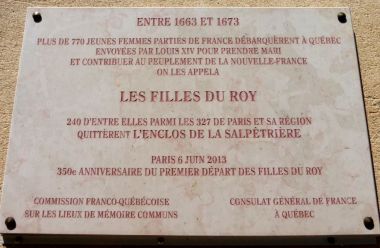 ENTRE 1663 ET 1673
PLUS DE 770 JEUNES FEMMES PARTIES DE FRANCE DÉBARQUÈRENT À QUÉBEC
ENVOYÉES PAR LOUIS XIV POUR PRENDRE MARI
ET CONTRIBUER AU PEUPLEMENT DE LA NOUVELLE-FRANCE
ON LES APPELA
LES FILLES DU ROY
240 D'ENTRE ELLES PARMI LES 327 DE PARIS ET SA RÉGION
QUITTÈRENT L'ENCLOS DE LA SALPÊTRIÈRE
PARIS 6 JUIN 2013
350e ANNIVERSAIRE DU PREMIER DÉPART DES FILLES DU ROY
COMMISSION FRANCO-QUÉBÉCOISE
SUR LES LIEUX DE MÉMOIRE COMMUNS
CONSULAT GÉNÉRAL DE FRANCE
À QUÉBEC